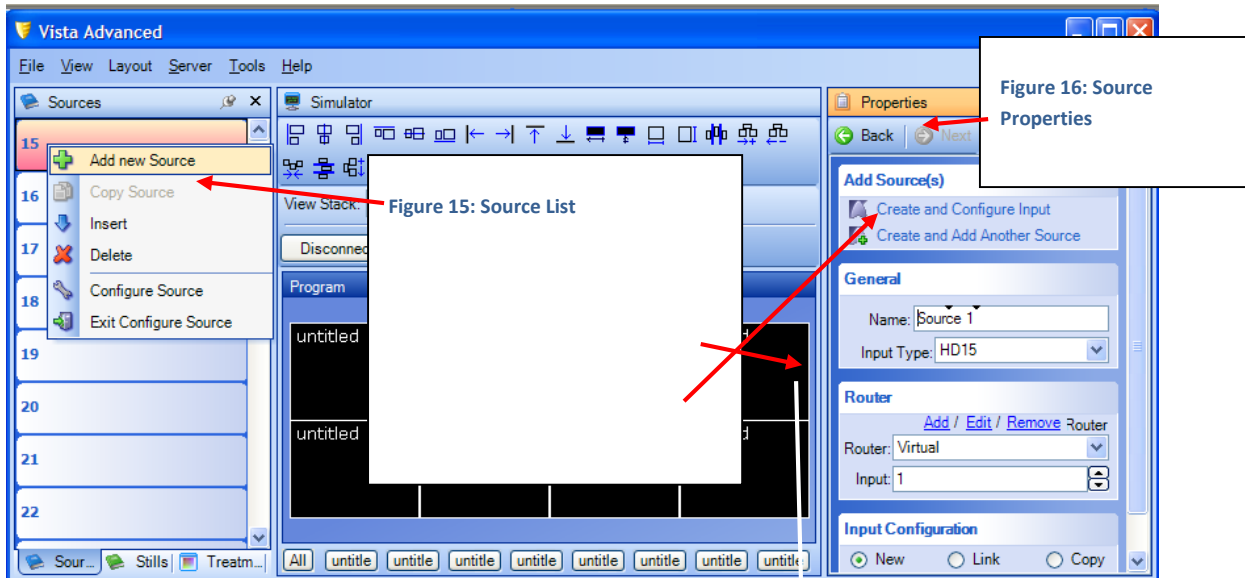 Vista Advanced
File View Layout Server Tools Help
Sources
15
Add new Source
16
Copy Source
Insert
17
Delete
18
Configure Source
Exit Configure Source
19
20
21
22
Sour...
Stills
Treatm...
Simulator
View Stack:
Disconnec
Figure 15: Source List
Program
untitled
untitled
All untitle untitle untitle untitle untitle untitle untitle untitle
Properties
Figure 16: Source
Properties
Back Next
Add Source(s)
Create and Configure Input
Create and Add Another Source
General
Name: Source 1
Input Type: HD15
Router
Add / Edit / Remove Router
Router: Virtual
Input: 1
Input Configuration
New Link Copy